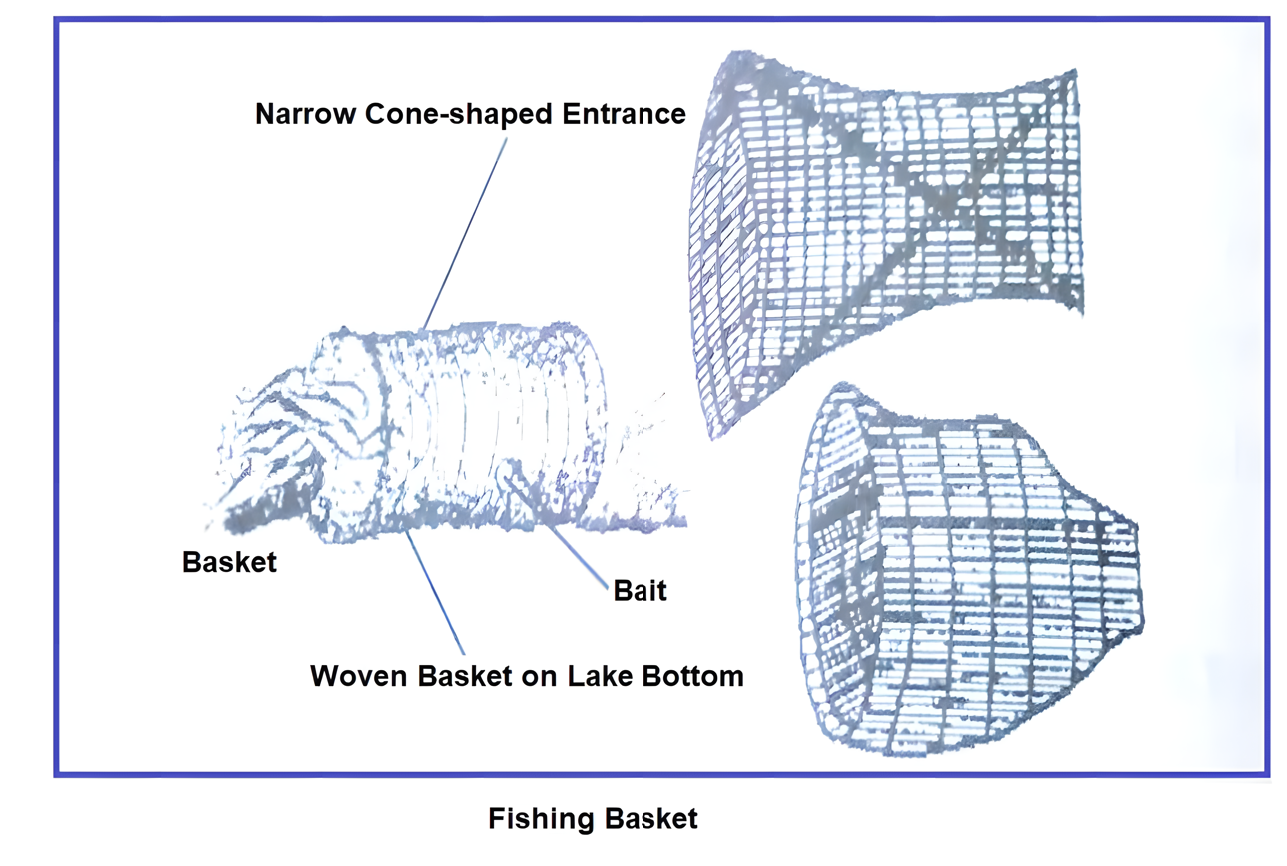 Narrow Cone-shaped Entrance
Basket
Bait
Woven Basket on Lake Bottom
Fishing Basket